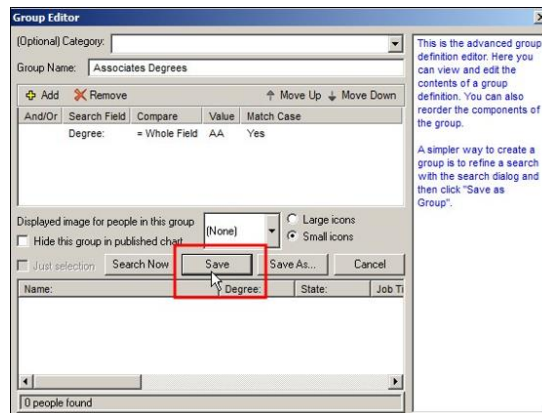 Group Editor
(Optional) Category:
Group Name: Associates Degrees
Add Remove Move Up Move Down
And/Or Search Field Compare Value Match Case
Degree: = Whole Field AA Yes
Displayed image for people in this group (None) Large icons
Hide this group in published chart Small icons
Just selection Search Now Save Save As... Cancel
Name: Degree: State: Job Ti
0 people found
This is the advanced group
definition editor. Here you
can view and edit the
contents of a group
definition. You can also
reorder the components of
the group.
A simpler way to create a
group is to refine a search
with the search dialog and
then click "Save as
Group".